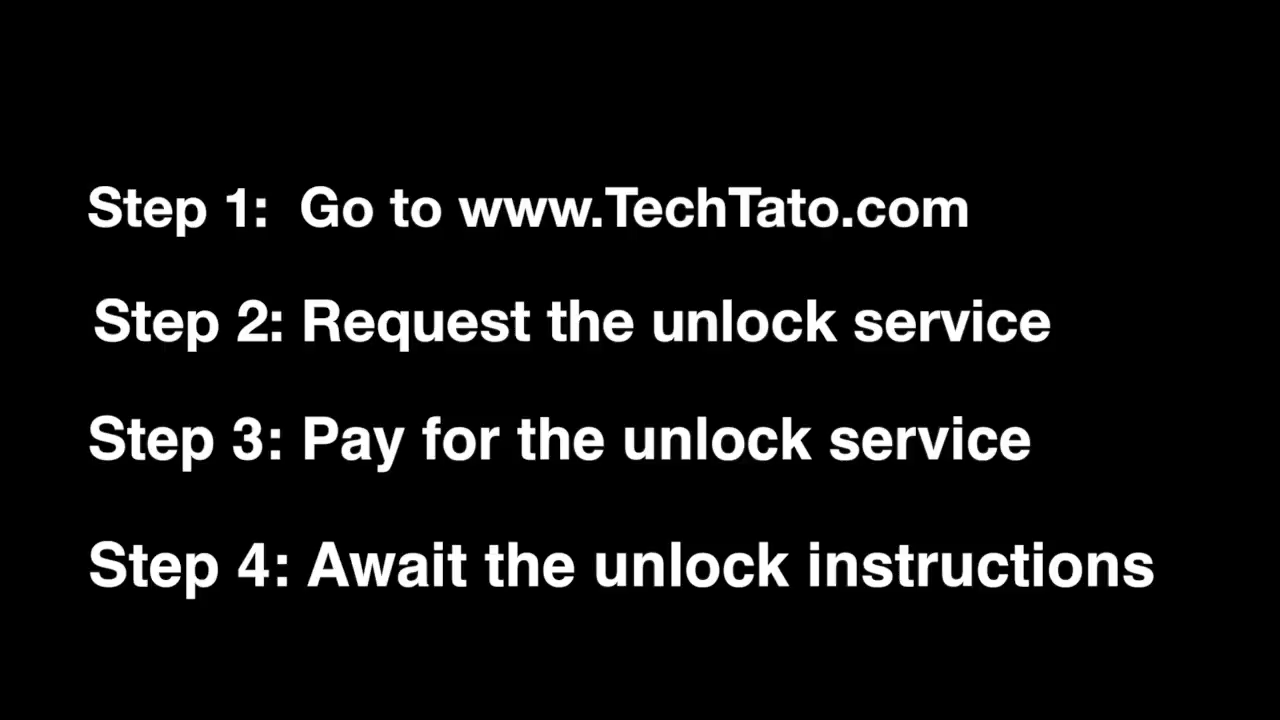 Step 1:  Go to www.TechTato.com
Step 2: Request the unlock service
Step 3: Pay for the unlock service
Step 4: Await the unlock instructions